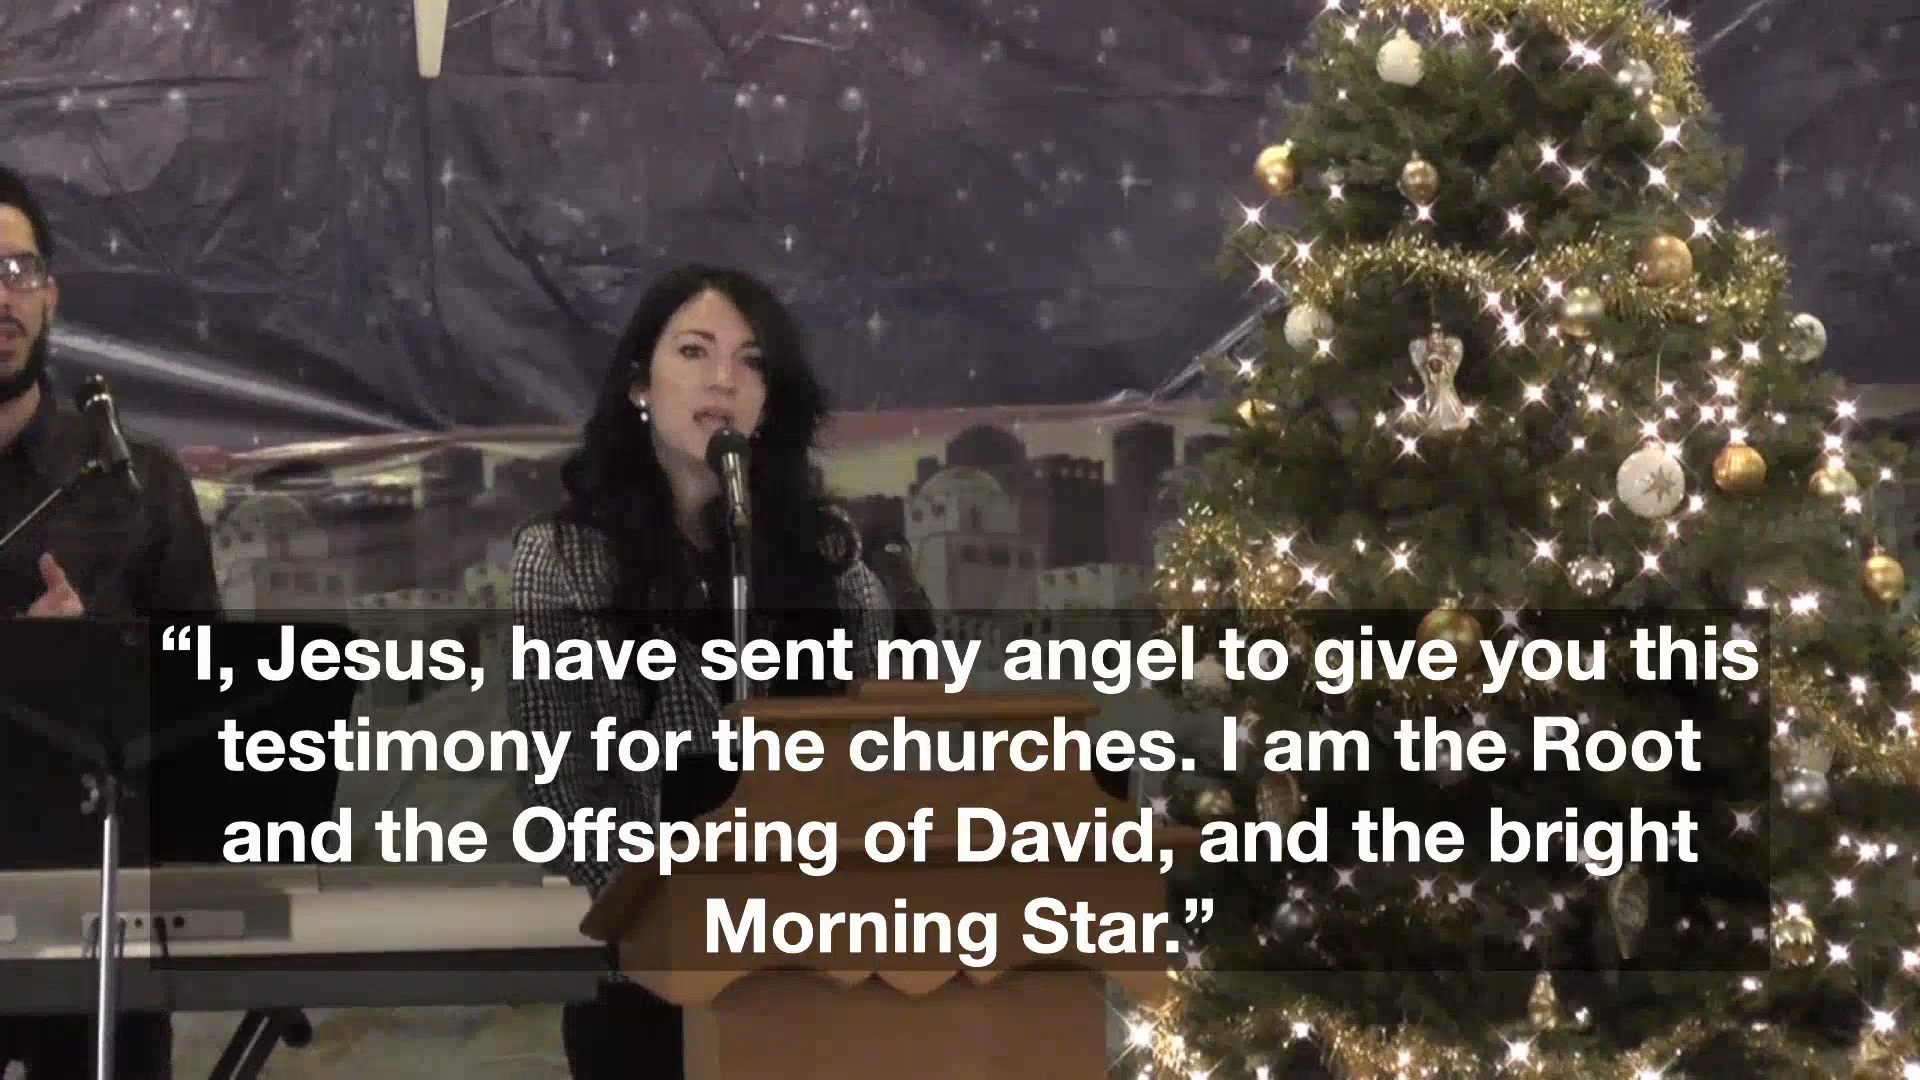 “I, Jesus, have sent my angel to give you this
testimony for the churches. I am the Root
and the Offspring of David, and the bright
Morning Star.”